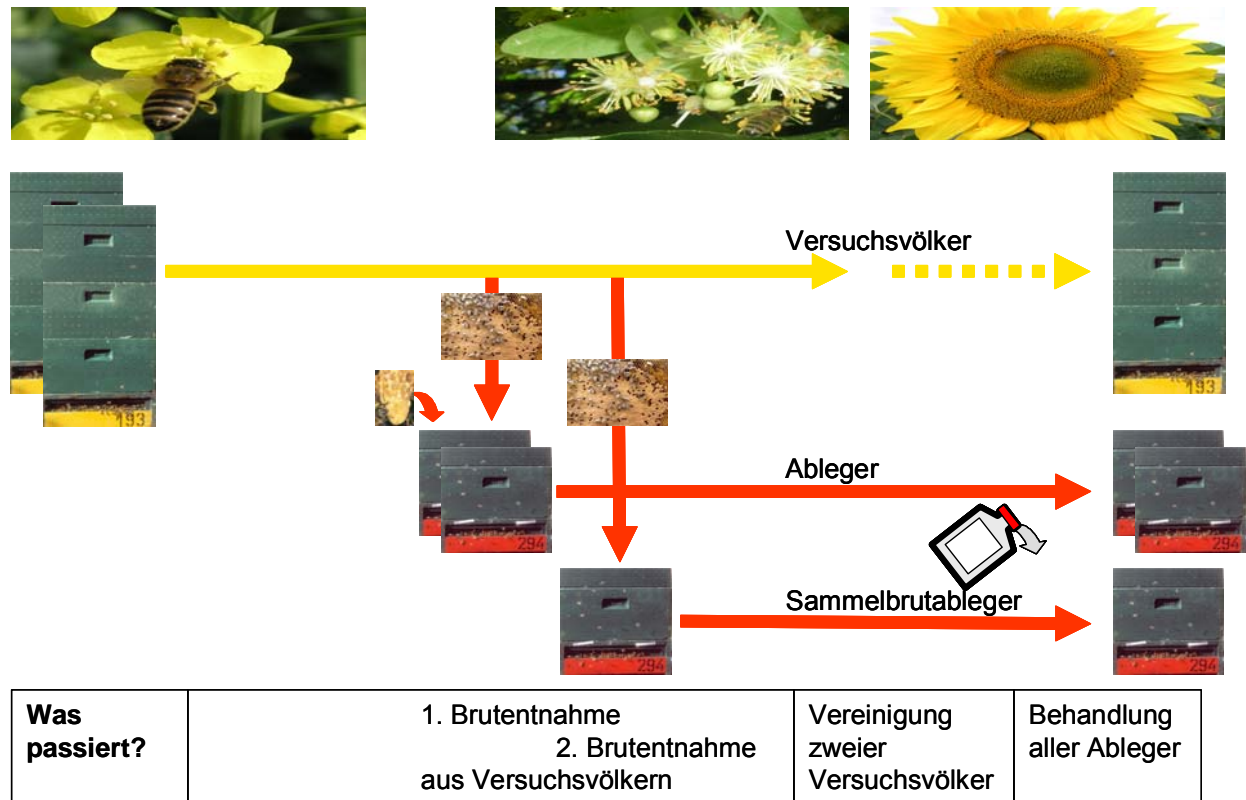 Versuchsvölker
193
193
Ableger
294
294
Sammelbrutableger
294
294
Was
passiert?
1. Brutentnahme
2. Brutentnahme
aus Versuchsvölkern
Vereinigung
zweier
Versuchsvölker
Behandlung
aller Ableger